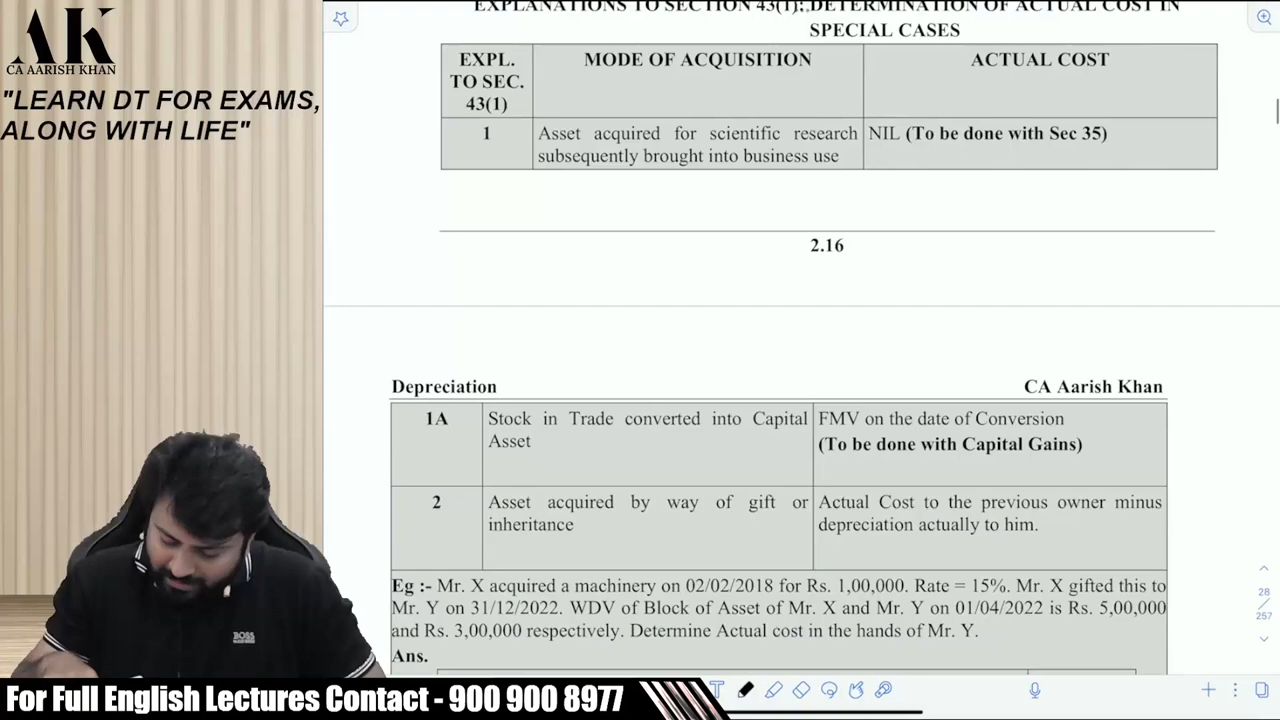 AK
CA AARISH KHAN
"LEARN DT FOR EXAMS,
ALONG WITH LIFE"
EXPLANATIONS TO SECTION 43(1): DETERMINATION OF ACTUAL COST IN
SPECIAL CASES
EXPL.
TO SEC.
43(1)
MODE OF ACQUISITION
ACTUAL COST
1
Asset acquired for scientific research
subsequently brought into business use
NIL (To be done with Sec 35)
2.16
Depreciation
CA Aarish Khan
1A
Stock in Trade converted into Capital
Asset
FMV on the date of Conversion
(To be done with Capital Gains)
2
Asset acquired by way of gift or
inheritance
Actual Cost to the previous owner minus
depreciation actually to him.
Eg :- Mr. X acquired a machinery on 02/02/2018 for Rs. 1,00,000. Rate = 15%. Mr. X gifted this to
Mr. Y on 31/12/2022. WDV of Block of Asset of Mr. X and Mr. Y on 01/04/2022 is Rs. 5,00,000
and Rs. 3,00,000 respectively. Determine Actual cost in the hands of Mr. Y.
Ans.
28
257
BOSS
For Full English Lectures Contact - 900 900 8977